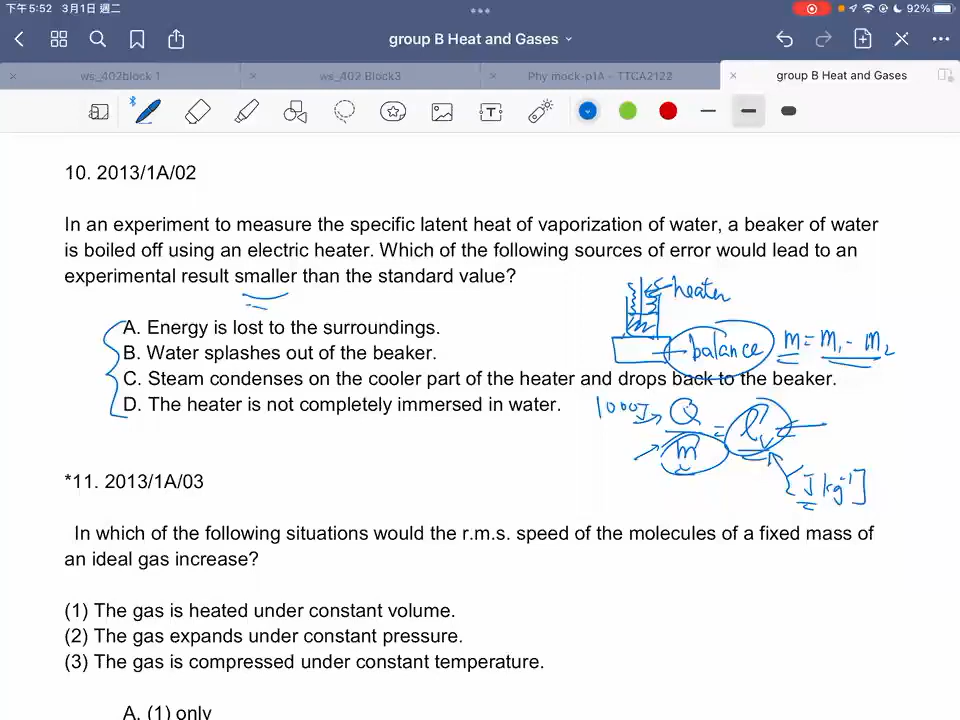 下午5:52 3月1日 週二
92%
group B Heat and Gases
ws_402block 1
ws_402 Block3
Phy mock-p1A - TTCA2122
group B Heat and Gases
10. 2013/1A/02
In an experiment to measure the specific latent heat of vaporization of water, a beaker of water
is boiled off using an electric heater. Which of the following sources of error would lead to an
experimental result smaller than the standard value?
heater
A. Energy is lost to the surroundings.
B. Water splashes out of the beaker.
balance m = m₁ - m₂
C. Steam condenses on the cooler part of the heater and drops back to the beaker.
D. The heater is not completely immersed in water.
1000J
Q/m = lv
[J kg⁻¹]
*11. 2013/1A/03
In which of the following situations would the r.m.s. speed of the molecules of a fixed mass of
an ideal gas increase?
(1) The gas is heated under constant volume.
(2) The gas expands under constant pressure.
(3) The gas is compressed under constant temperature.
A. (1) only